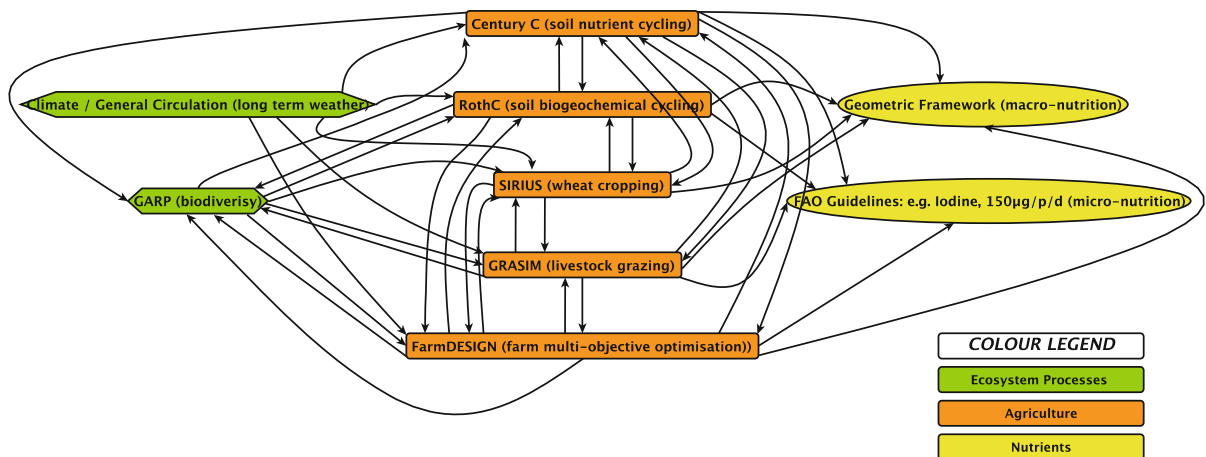 Century C (soil nutrient cycling)
Climate / General Circulation (long term weather)
RothC (soil biogeochemical cycling)
Geometric Framework (macro-nutrition)
SIRIUS (wheat cropping)
GARP (biodiverisy)
FAO Guidelines: e.g. Iodine, 150µg/p/d (micro-nutrition)
GRASIM (livestock grazing)
FarmDESIGN (farm multi-objective optimisation))
COLOUR LEGEND
Ecosystem Processes
Agriculture
Nutrients